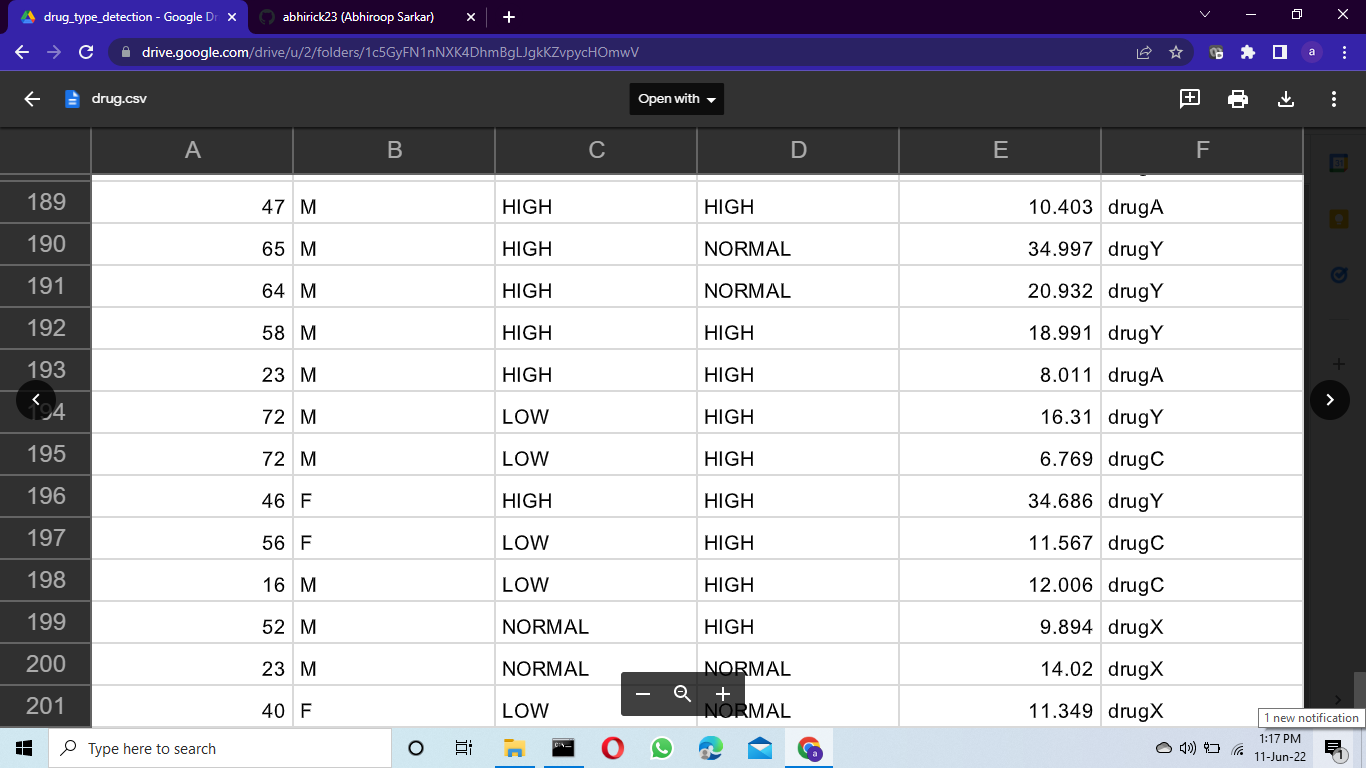 drug_type_detection - Google Dr
abhirick23 (Abhiroop Sarkar)
drive.google.com/drive/u/2/folders/1c5GyFN1nNXK4DhmBgLJgkKZvpycHOmwV
a
drug.csv
Open with
A B C D E F
189 47 M HIGH HIGH 10.403 drugA
190 65 M HIGH NORMAL 34.997 drugY
191 64 M HIGH NORMAL 20.932 drugY
192 58 M HIGH HIGH 18.991 drugY
193 23 M HIGH HIGH 8.011 drugA
194 72 M LOW HIGH 16.31 drugY
195 72 M LOW HIGH 6.769 drugC
196 46 F HIGH HIGH 34.686 drugY
197 56 F LOW HIGH 11.567 drugC
198 16 M LOW HIGH 12.006 drugC
199 52 M NORMAL HIGH 9.894 drugX
200 23 M NORMAL NORMAL 14.02 drugX
201 40 F LOW NORMAL 11.349 drugX
1 new notification
Type here to search
1:17 PM
11-Jun-22
1